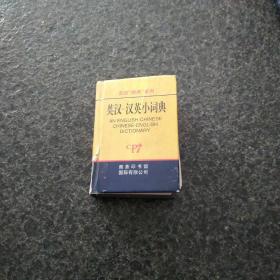 英汉-汉英小词典
AN ENGLISH-CHINESE
CHINESE-ENGLISH
DICTIONARY
商务印书馆
国际有限公司